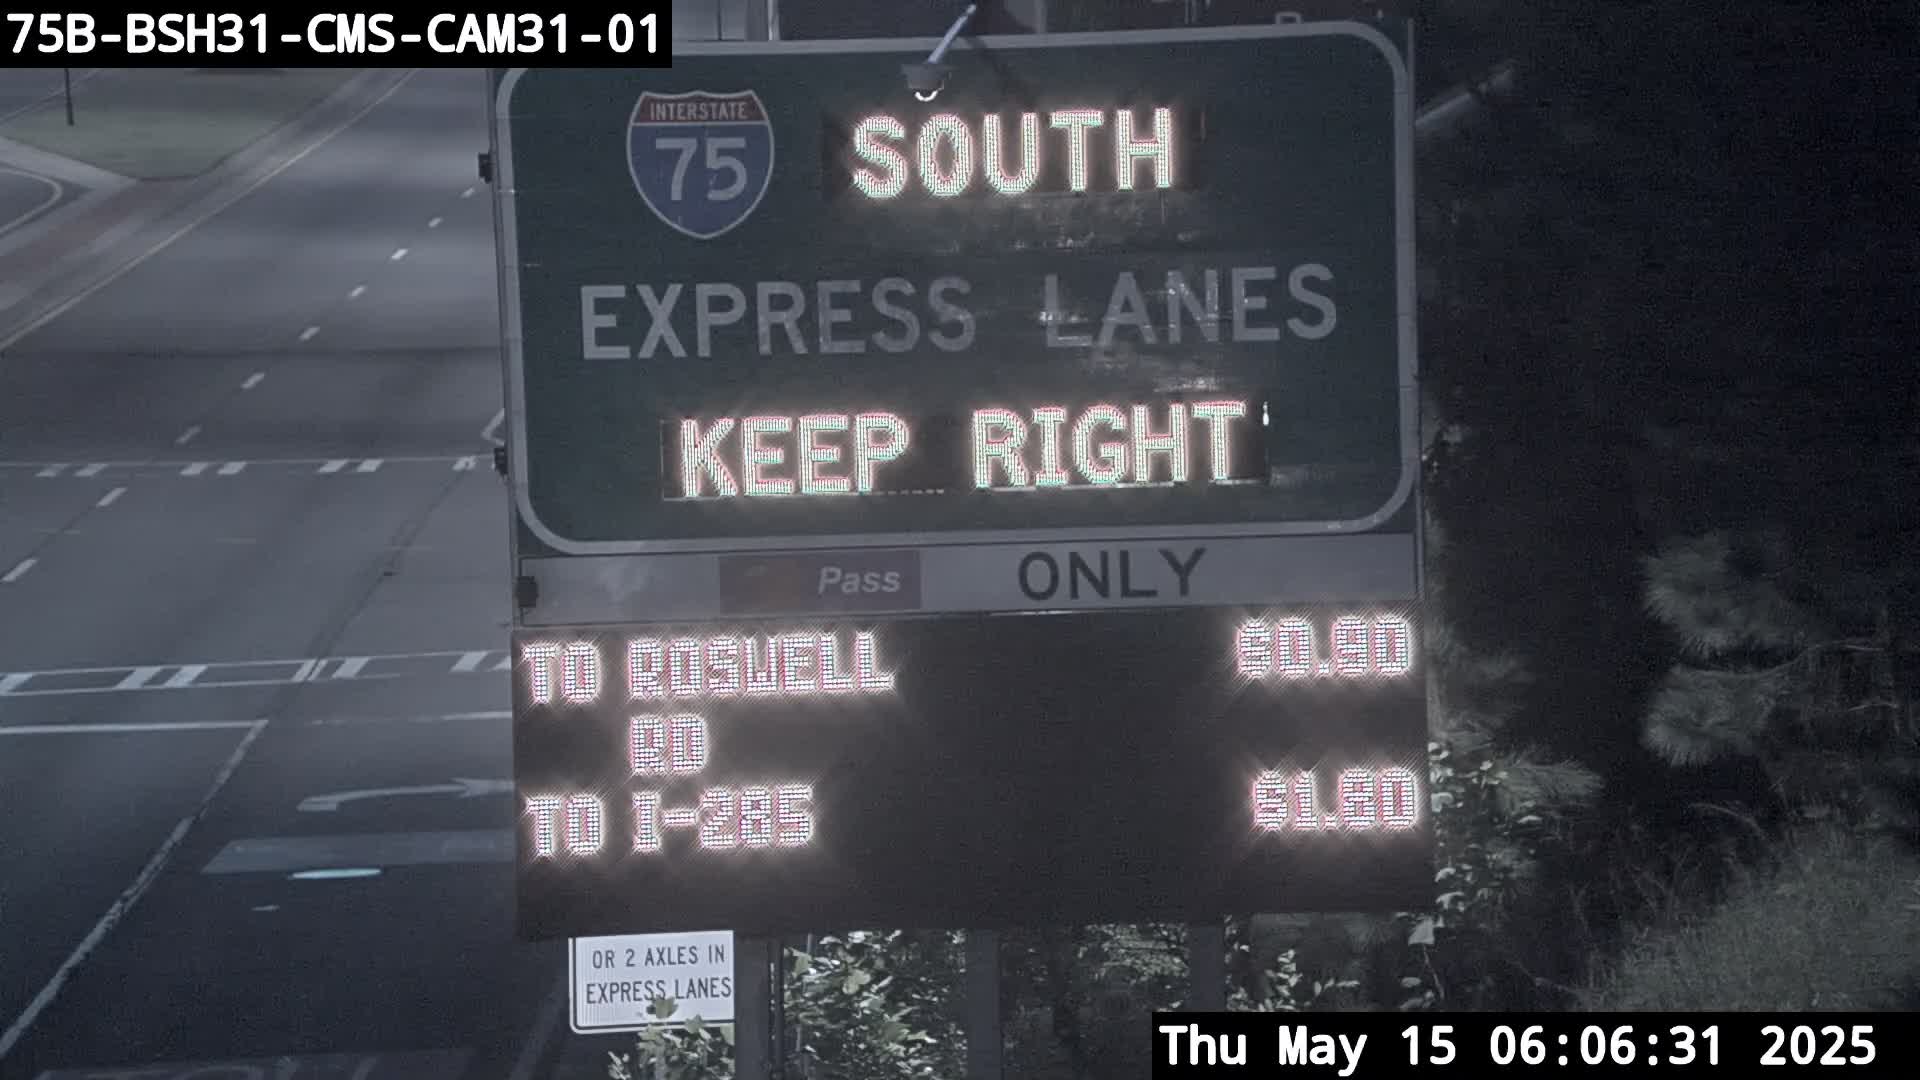 75B-BSH31-CMS-CAM31-01
INTERSTATE
75
SOUTH
EXPRESS LANES
KEEP RIGHT
Pass ONLY
TO ROSWELL $0.90
RD
TO I-285 $1.80
OR 2 AXLES IN
EXPRESS LANES
Thu May 15 06:06:31 2025